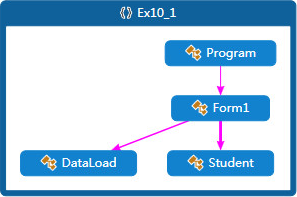 Ex10_1
Program
Form1
DataLoad
Student